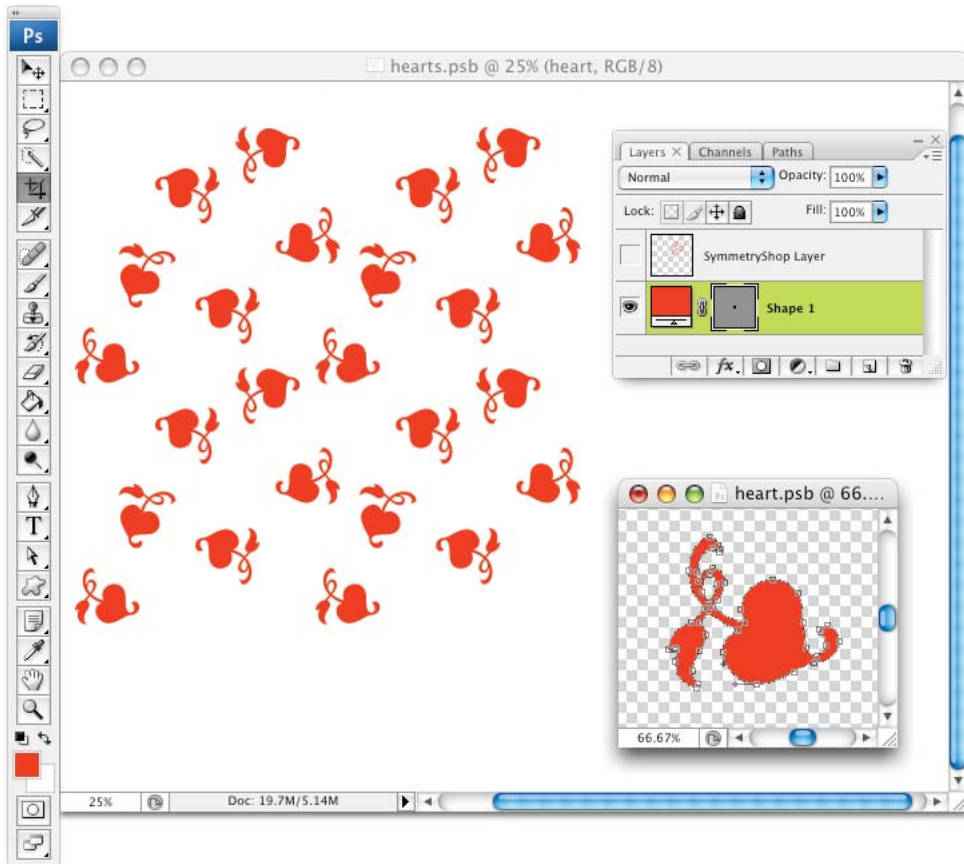 Ps
hearts.psb @ 25% (heart, RGB/8)
Layers × Channels Paths
Normal Opacity: 100%
Lock: Fill: 100%
SymmetryShop Layer
Shape 1
fx.
heart.psb @ 66....
T
66.67%
25% Doc: 19.7M/5.14M